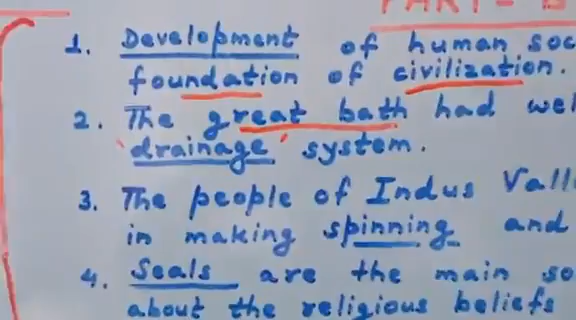 PART- B
1. Development of human soc
foundation of civilization.
2. The great bath had wel
'drainage' system.
3. The people of Indus Vall
in making spinning and
4. Seals are the main so
about the religious beliefs